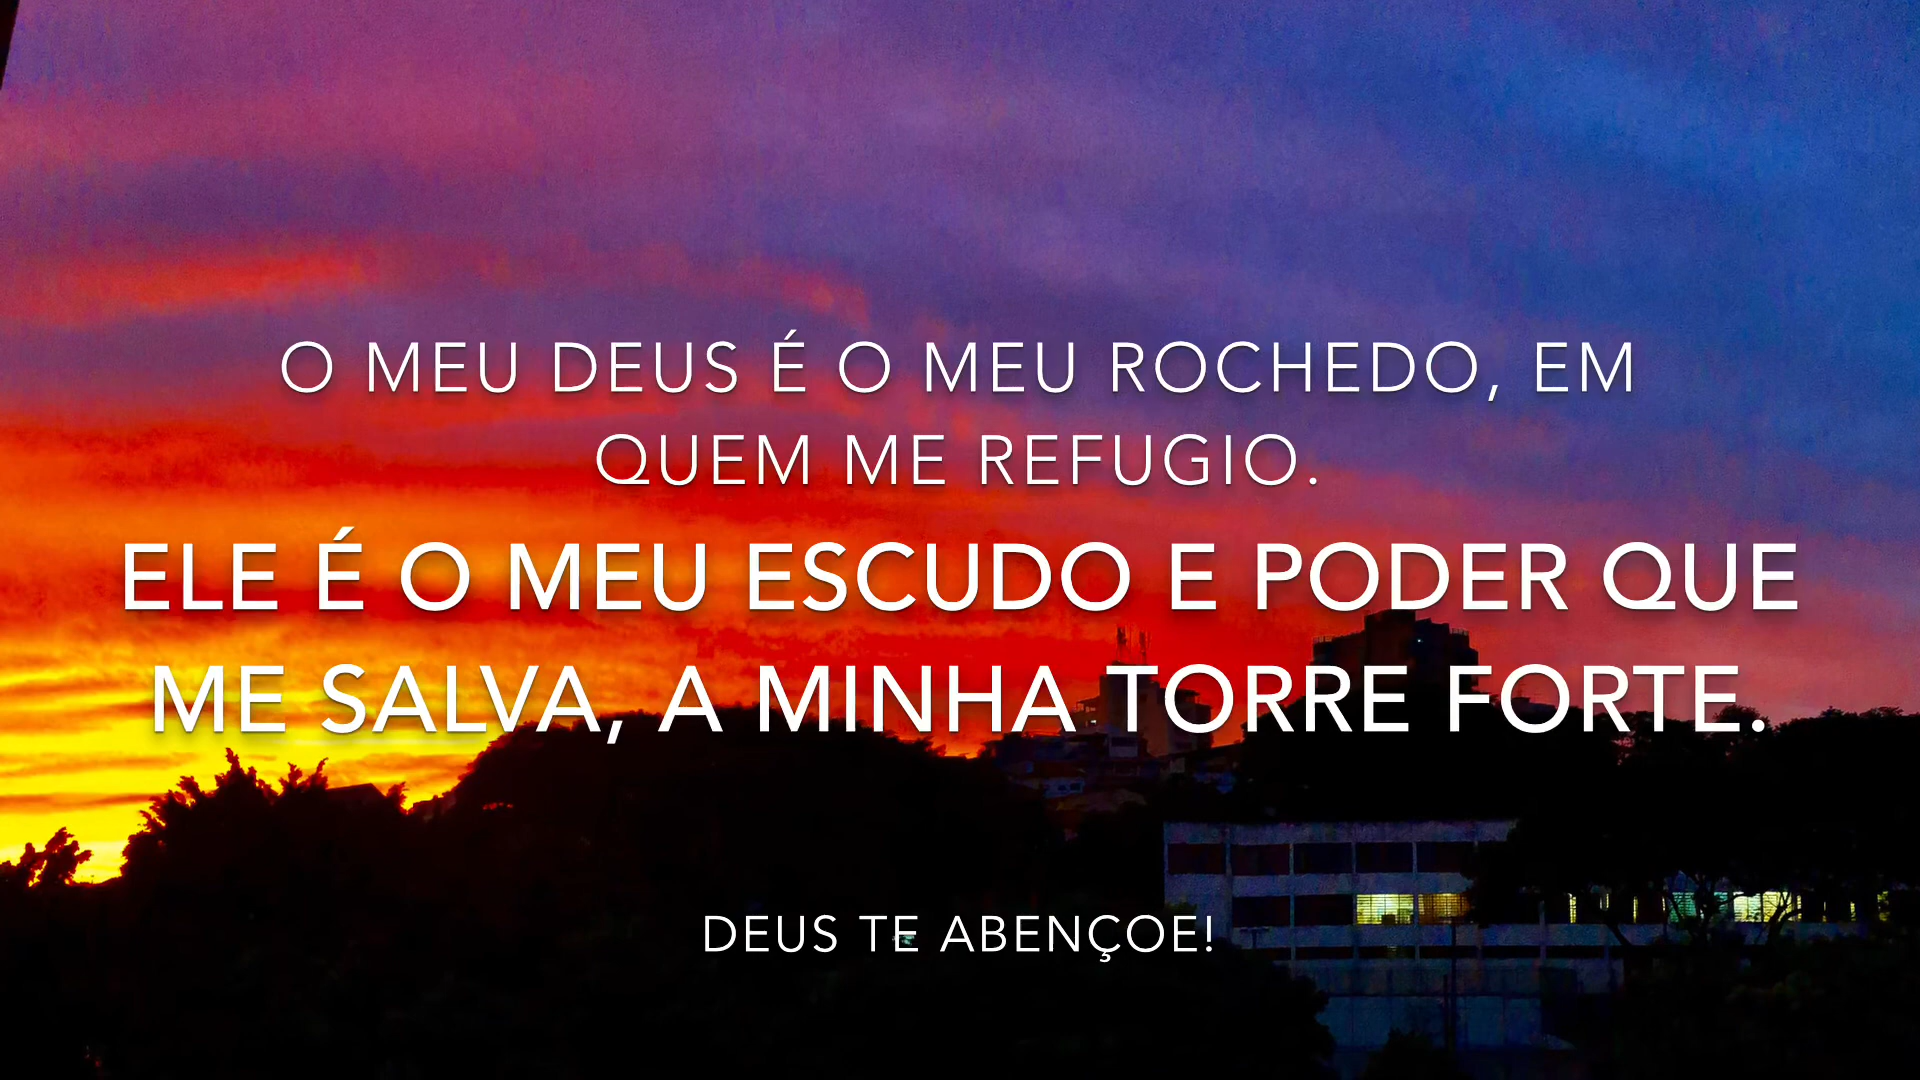 O MEU DEUS É O MEU ROCHEDO, EM
QUEM ME REFUGIO.
ELE É O MEU ESCUDO E PODER QUE
ME SALVA, A MINHA TORRE FORTE.
DEUS TE ABENÇOE!